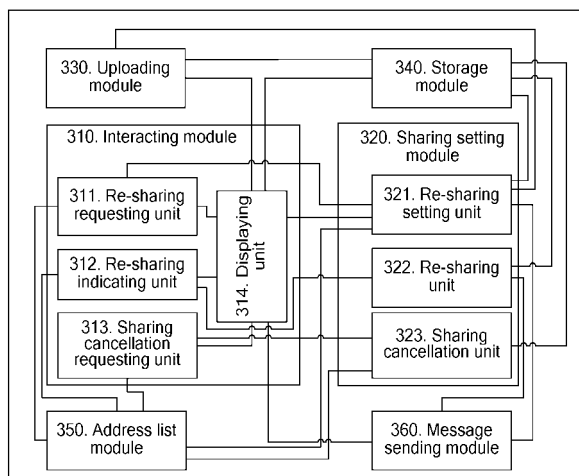 330. Uploading
module
340. Storage
module
310. Interacting module
320. Sharing setting
module
311. Re-sharing
requesting unit
314. Displaying
unit
321. Re-sharing
setting unit
312. Re-sharing
indicating unit
322. Re-sharing
unit
313. Sharing
cancellation
requesting unit
323. Sharing
cancellation unit
350. Address list
module
360. Message
sending module